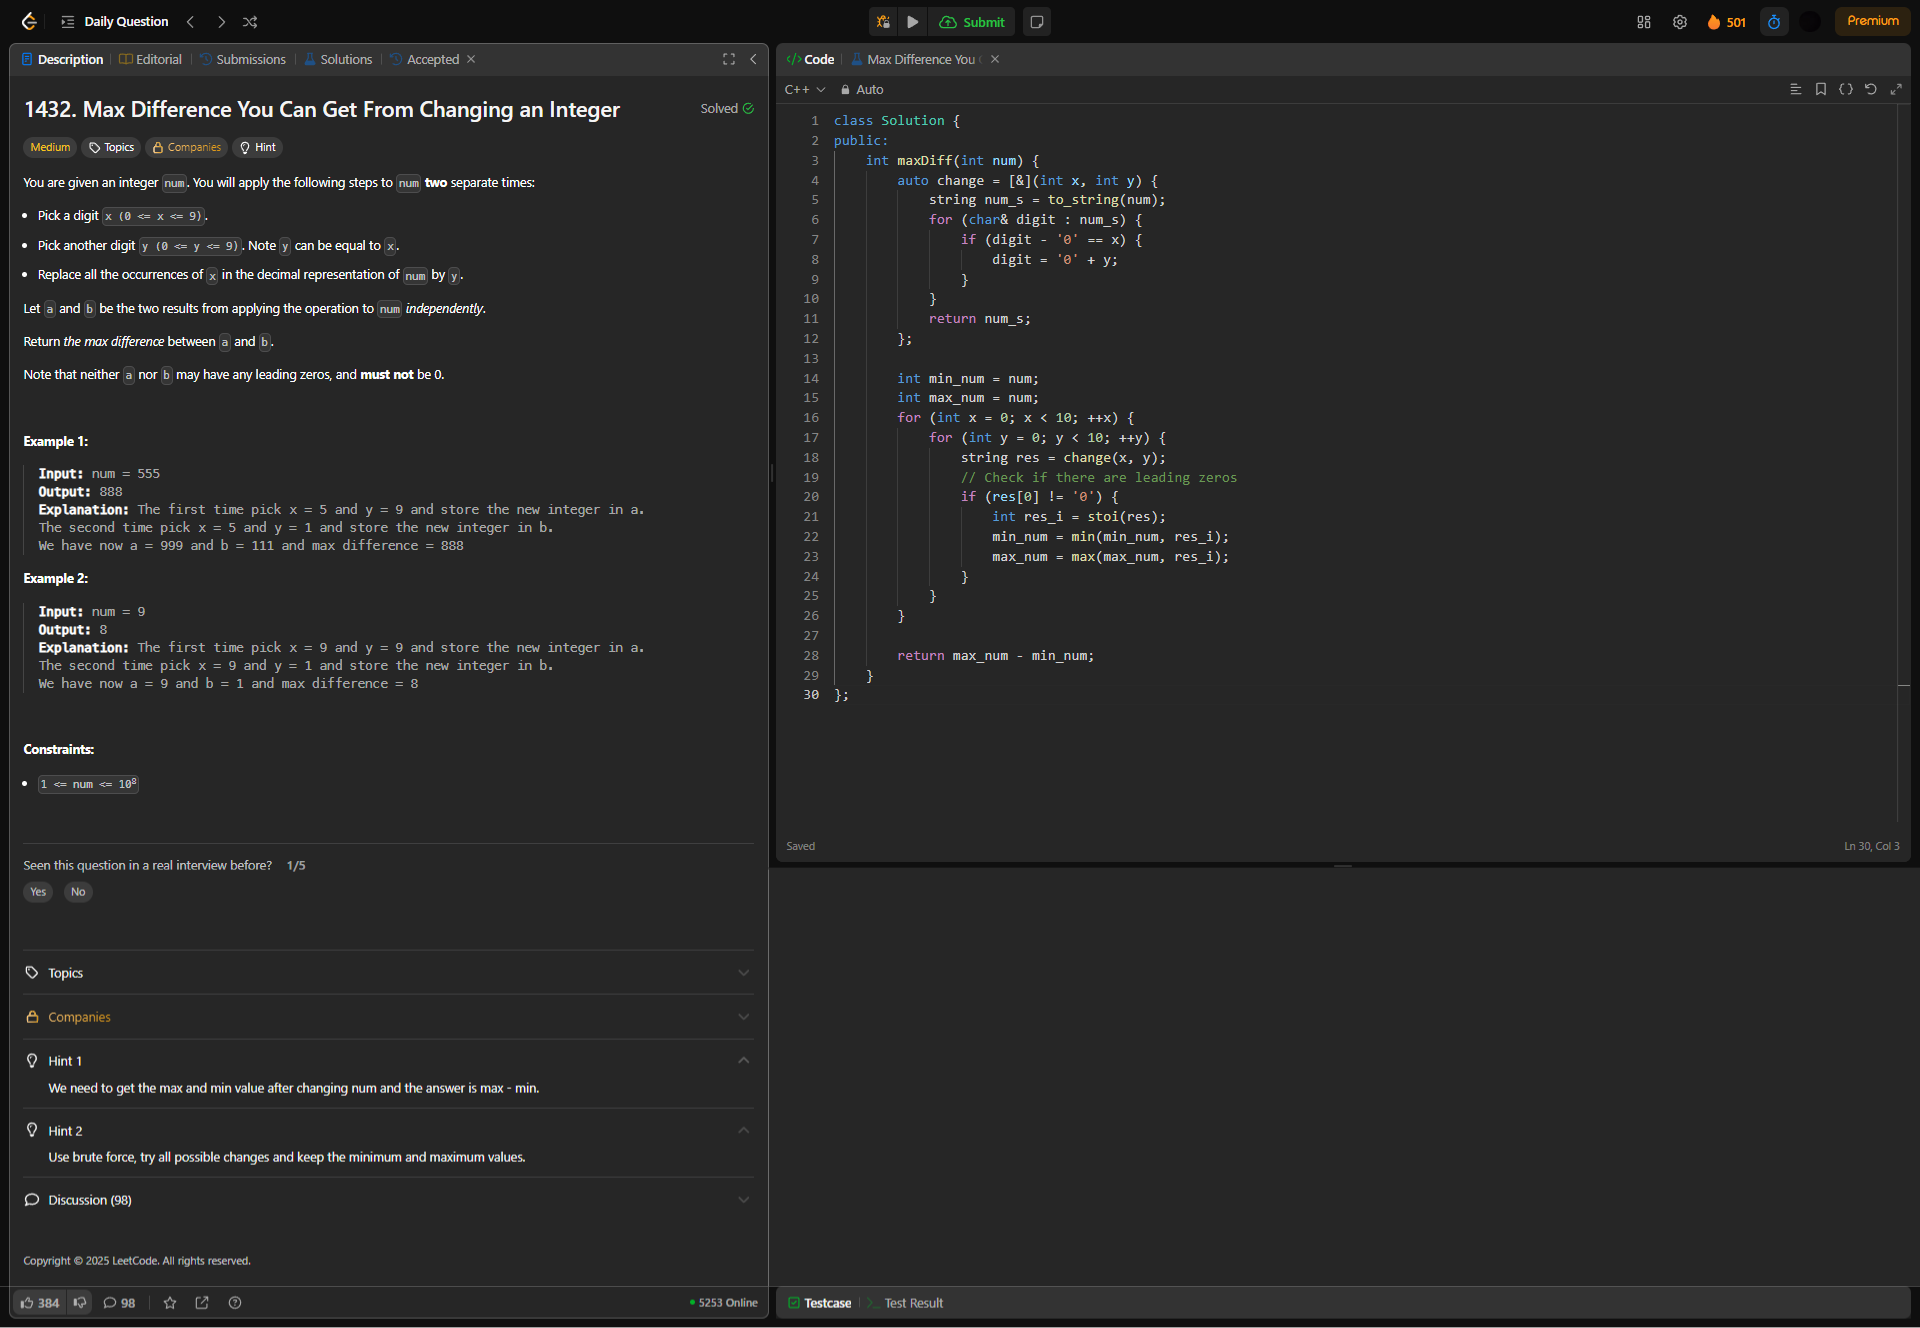 Daily Question
Submit
501
Premium
Description
Editorial
Submissions
Solutions
Accepted
1432. Max Difference You Can Get From Changing an Integer
Solved
Medium
Topics
Companies
Hint
You are given an integer num. You will apply the following steps to num two separate times:
Pick a digit x (0 <= x <= 9).
Pick another digit y (0 <= y <= 9). Note y can be equal to x.
Replace all the occurrences of x in the decimal representation of num by y.
Let a and b be the two results from applying the operation to num independently.
Return the max difference between a and b.
Note that neither a nor b may have any leading zeros, and must not be 0.
Example 1:
Input: num = 555
Output: 888
Explanation: The first time pick x = 5 and y = 9 and store the new integer in a.
The second time pick x = 5 and y = 1 and store the new integer in b.
We have now a = 999 and b = 111 and max difference = 888
Example 2:
Input: num = 9
Output: 8
Explanation: The first time pick x = 9 and y = 9 and store the new integer in a.
The second time pick x = 9 and y = 1 and store the new integer in b.
We have now a = 9 and b = 1 and max difference = 8
Constraints:
1 <= num <= 10⁸
Seen this question in a real interview before? 1/5
Yes No
Topics
Companies
Hint 1
We need to get the max and min value after changing num and the answer is max - min.
Hint 2
Use brute force, try all possible changes and keep the minimum and maximum values.
Discussion (98)
Copyright © 2025 LeetCode. All rights reserved.
384
98
5253 Online
</> Code
Max Difference You
C++
Auto
1 class Solution {
2 public:
3     int maxDiff(int num) {
4         auto change = [&](int x, int y) {
5             string num_s = to_string(num);
6             for (char& digit : num_s) {
7                 if (digit - '0' == x) {
8                     digit = '0' + y;
9                 }
10             }
11             return num_s;
12         };
13
14         int min_num = num;
15         int max_num = num;
16         for (int x = 0; x < 10; ++x) {
17             for (int y = 0; y < 10; ++y) {
18                 string res = change(x, y);
19                 // Check if there are leading zeros
20                 if (res[0] != '0') {
21                     int res_i = stoi(res);
22                     min_num = min(min_num, res_i);
23                     max_num = max(max_num, res_i);
24                 }
25             }
26         }
27
28         return max_num - min_num;
29     }
30 };
Saved
Ln 30, Col 3
Testcase
Test Result